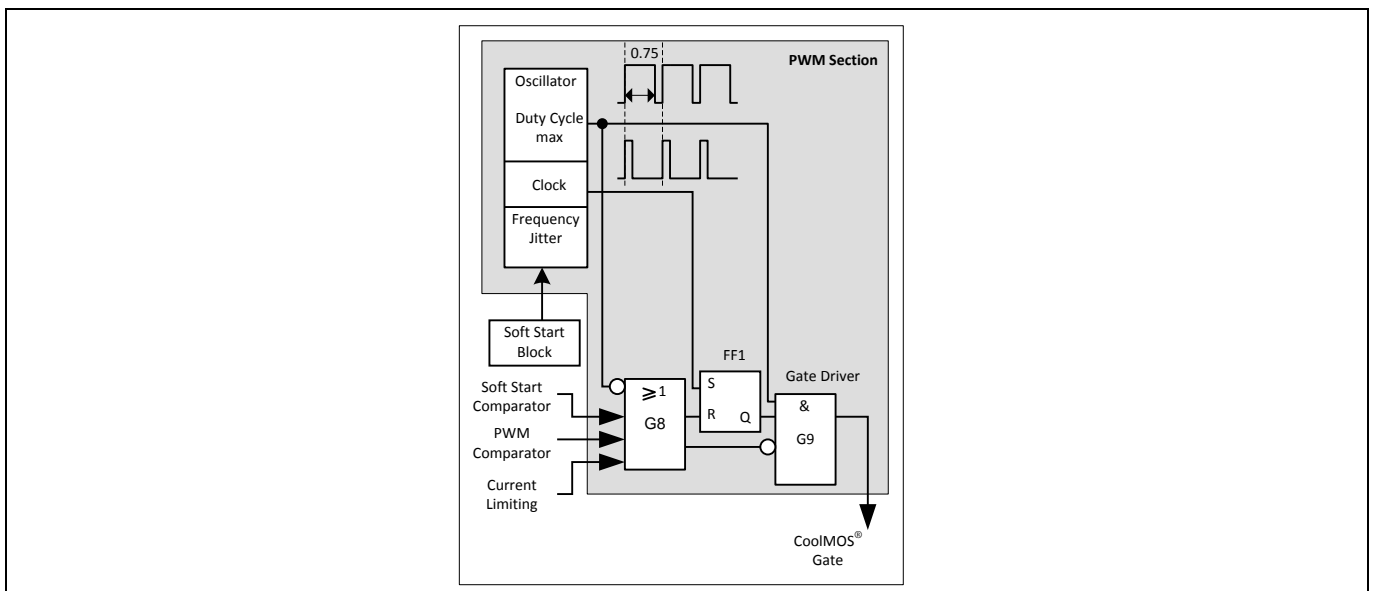 0.75
PWM Section
Oscillator
Duty Cycle
max
Clock
Frequency
Jitter
Soft Start
Block
FF1
Gate Driver
Soft Start
Comparator
PWM
Comparator
Current
Limiting
⩾1
G8
S
R
Q
&
G9
CoolMOS®
Gate